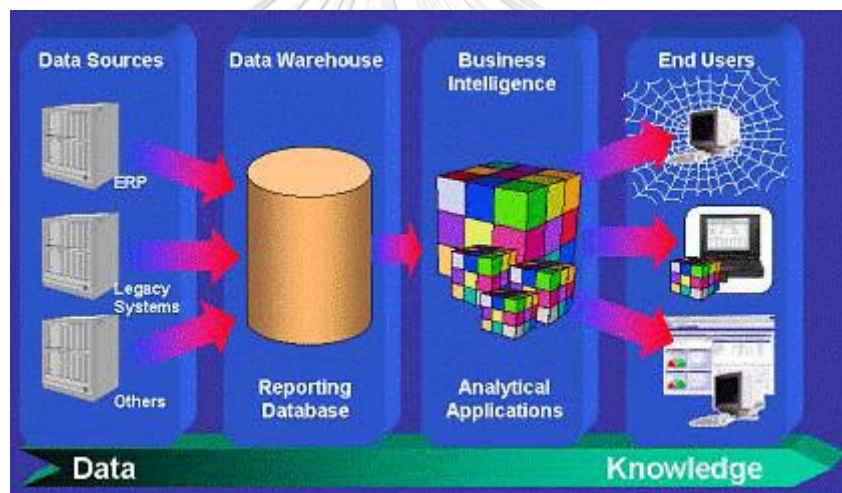 Data Sources
Data Warehouse
Business
Intelligence
End Users
ERP
Legacy
Systems
Others
Reporting
Database
Analytical
Applications
Data
Knowledge